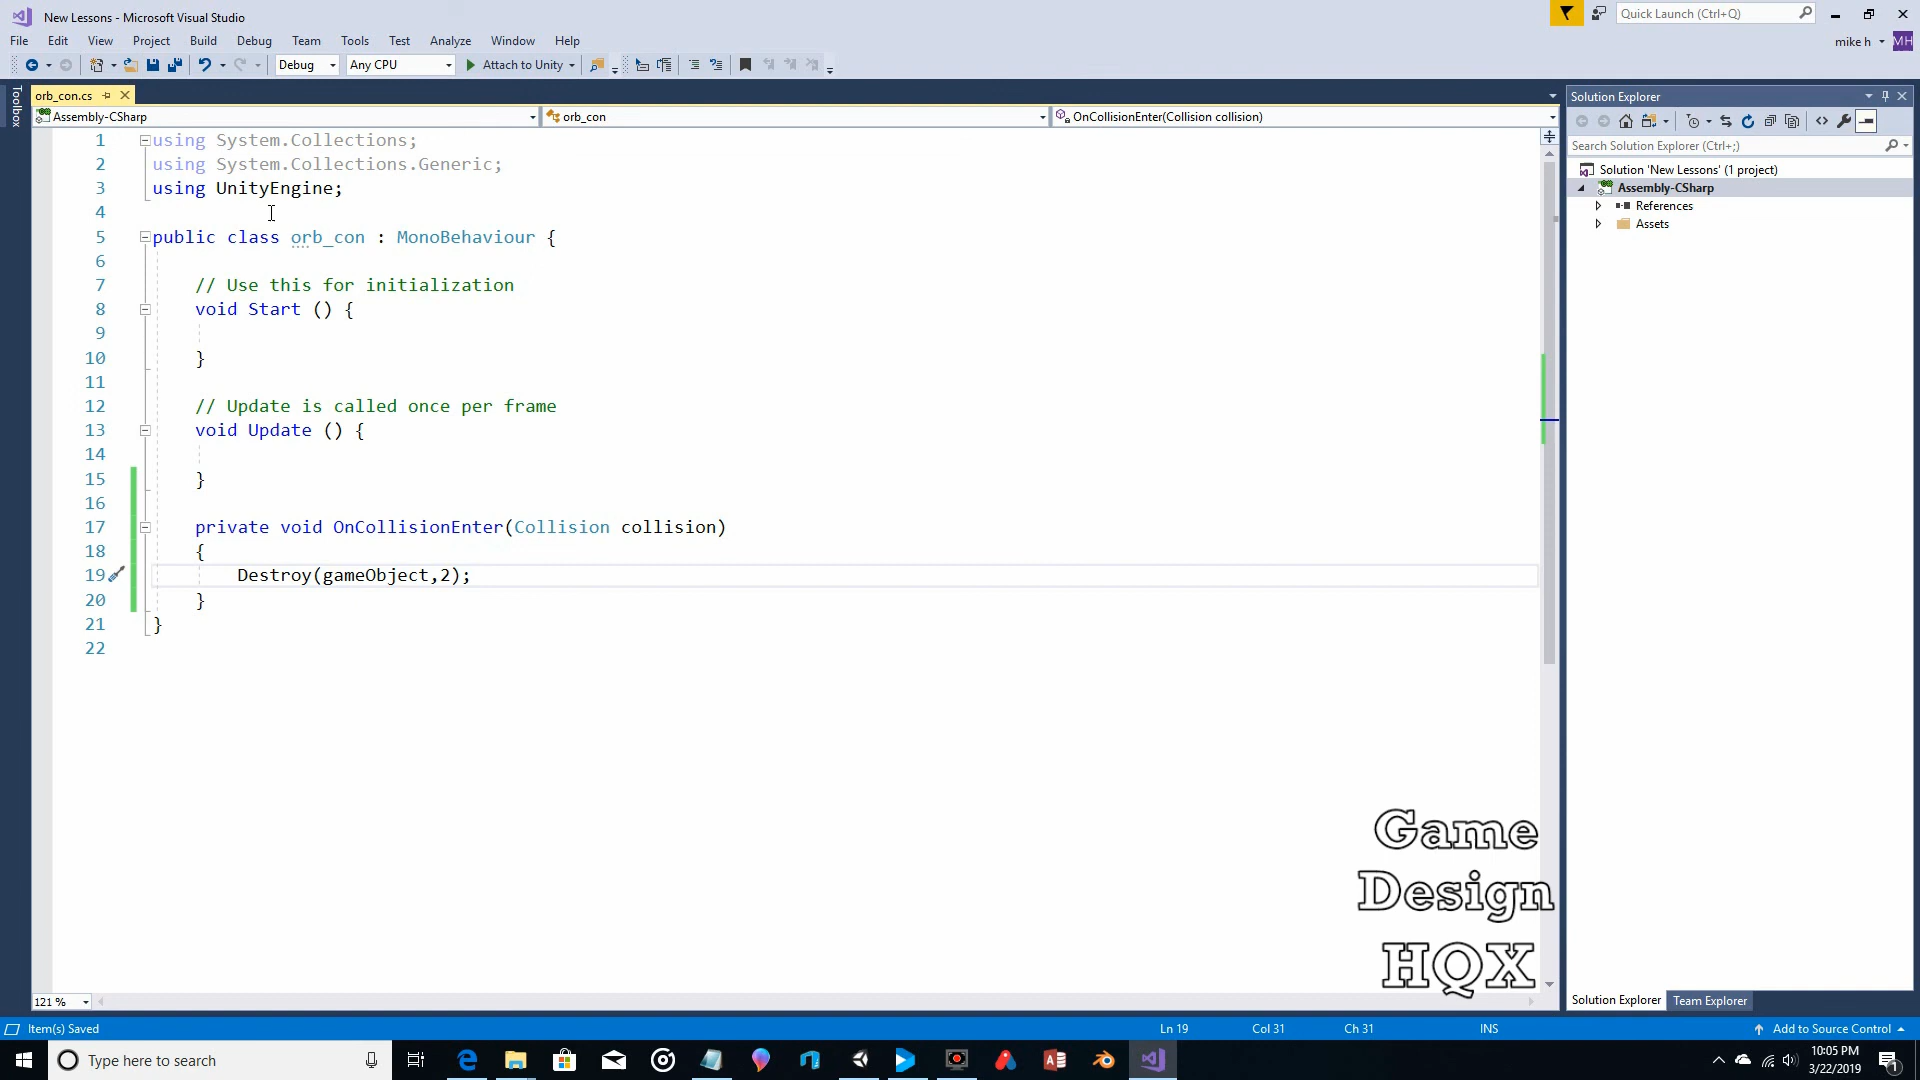 New Lessons - Microsoft Visual Studio
Quick Launch (Ctrl+Q)
File Edit View Project Build Debug Team Tools Test Analyze Window Help
mike h MH
Debug Any CPU Attach to Unity
Toolbox
orb_con.cs
Assembly-CSharp orb_con OnCollisionEnter(Collision collision)
1 using System.Collections;
2 using System.Collections.Generic;
3 using UnityEngine;
4
5 public class orb_con : MonoBehaviour {
6
7 // Use this for initialization
8 void Start () {
9
10 }
11
12 // Update is called once per frame
13 void Update () {
14
15 }
16
17 private void OnCollisionEnter(Collision collision)
18 {
19 Destroy(gameObject,2);
20 }
21 }
22
Solution Explorer
Search Solution Explorer (Ctrl+;)
Solution 'New Lessons' (1 project)
Assembly-CSharp
References
Assets
Game
Design
HQX
121 %
Solution Explorer Team Explorer
Item(s) Saved Ln 19 Col 31 Ch 31 INS Add to Source Control
Type here to search
10:05 PM
3/22/2019
1